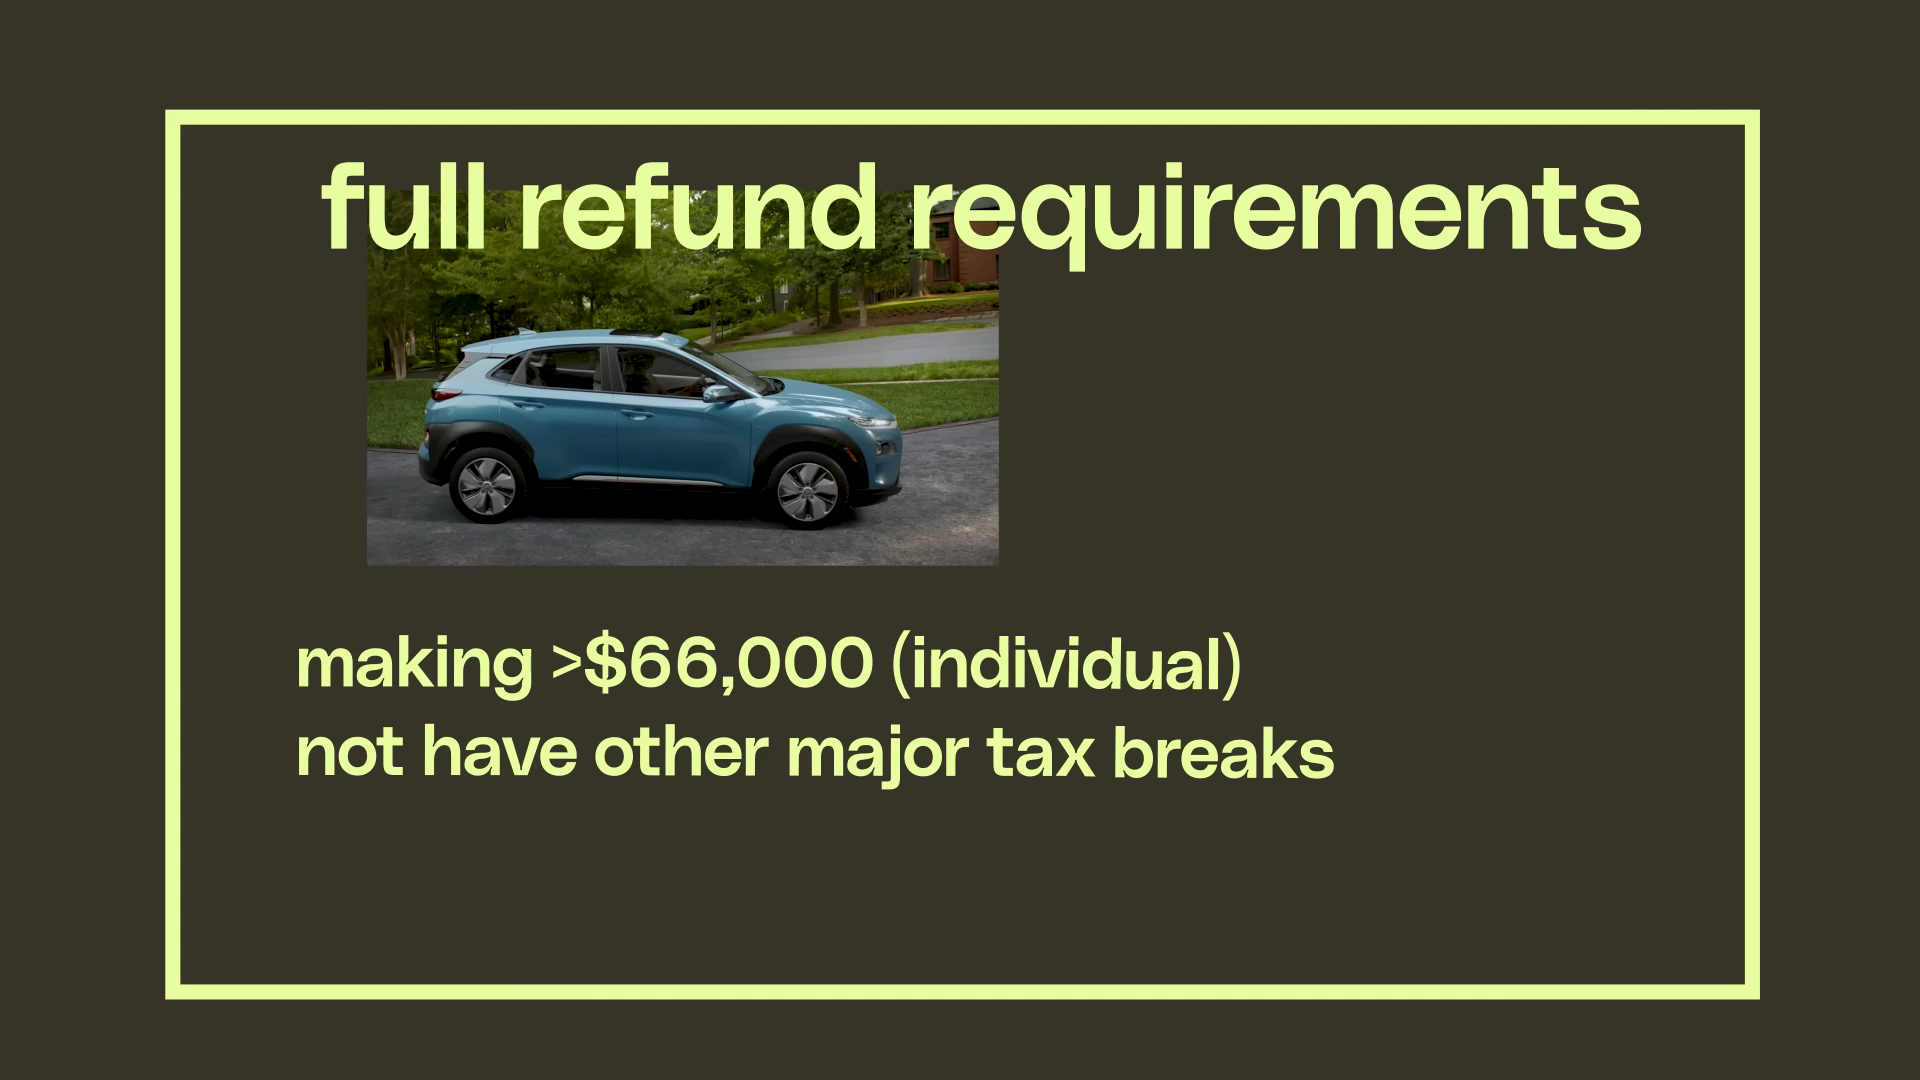 full refund requirements
making >$66,000 (individual)
not have other major tax breaks